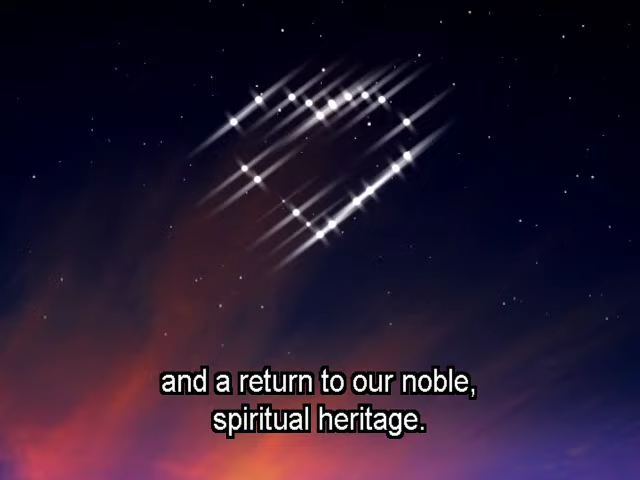 and a return to our noble,
spiritual heritage.